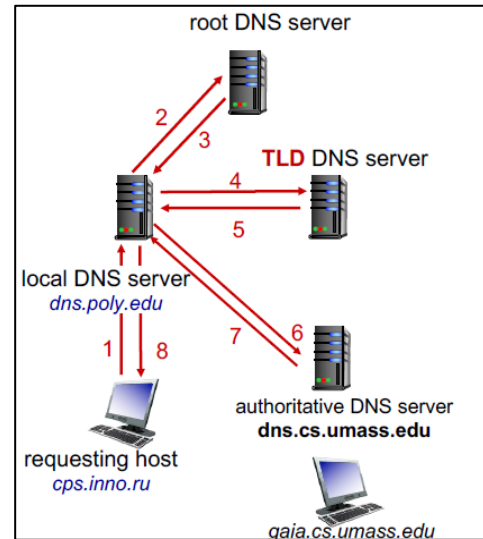 root DNS server
2
3
TLD DNS server
4
5
local DNS server
dns.poly.edu
6
7
1
8
authoritative DNS server
dns.cs.umass.edu
requesting host
cps.inno.ru
gaia.cs.umass.edu